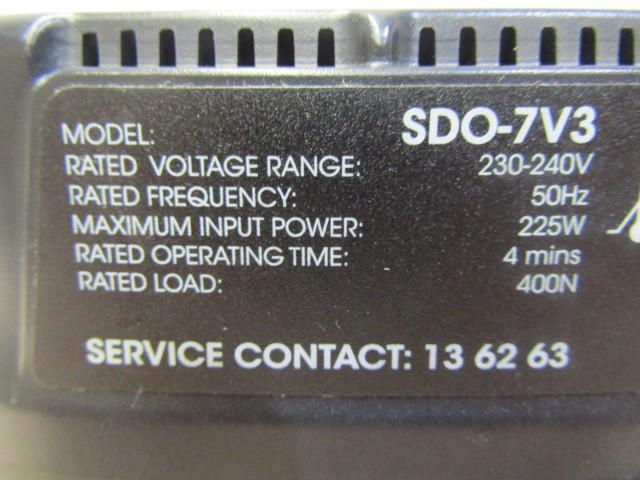 MODEL: SDO-7V3
RATED VOLTAGE RANGE: 230-240V
RATED FREQUENCY: 50Hz
MAXIMUM INPUT POWER: 225W
RATED OPERATING TIME: 4 mins
RATED LOAD: 400N
SERVICE CONTACT: 13 62 63